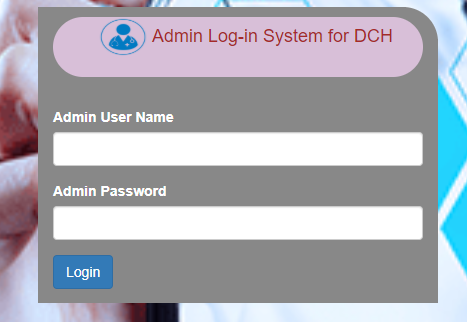 Admin Log-in System for DCH
Admin User Name
Admin Password
Login